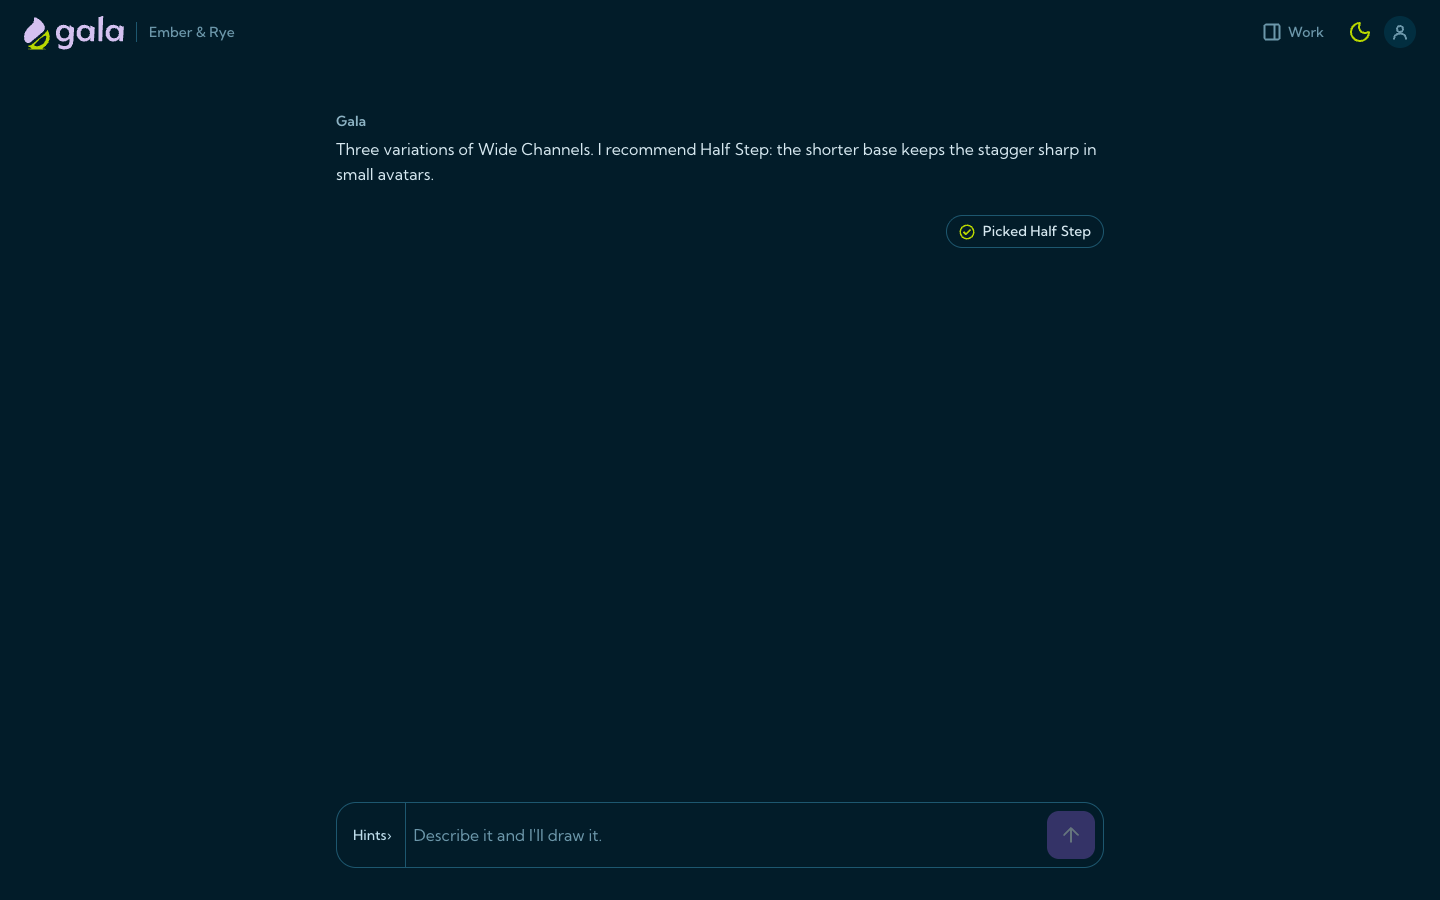 gala
Ember & Rye
Work
Gala
Three variations of Wide Channels. I recommend Half Step: the shorter base keeps the stagger sharp in
small avatars.
Picked Half Step
Hints›
Describe it and I'll draw it.